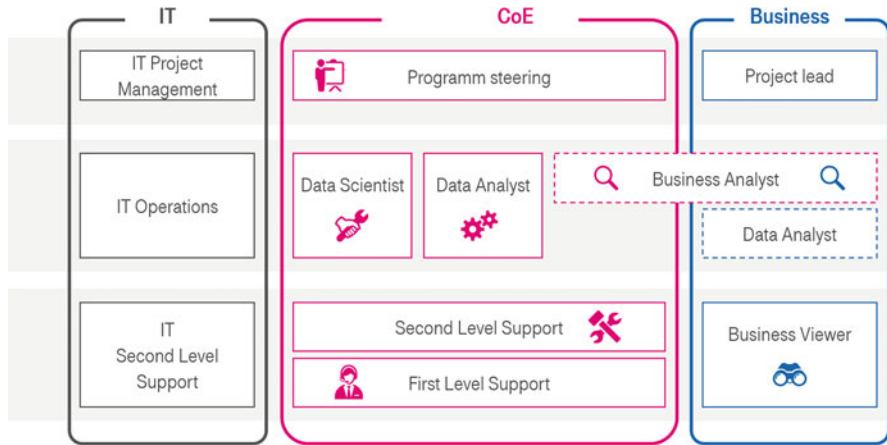 IT
CoE
Business
IT Project
Management
Programm steering
Project lead
IT Operations
Data Scientist
Data Analyst
Business Analyst
Data Analyst
IT
Second Level
Support
Second Level Support
First Level Support
Business Viewer